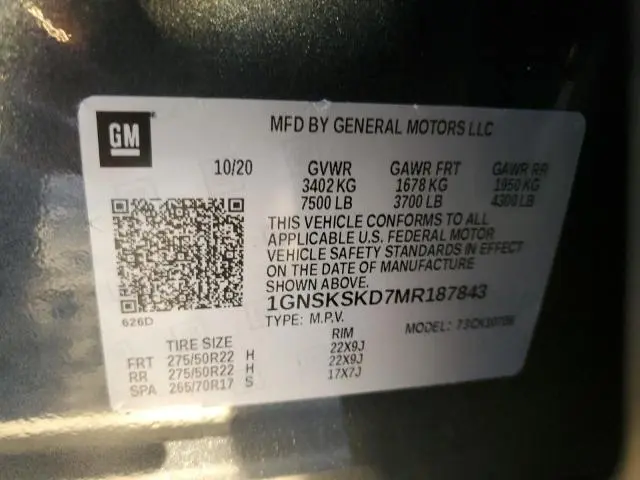 GM
MFD BY GENERAL MOTORS LLC
10/20 GVWR GAWR FRT GAWR RR
3402 KG 1678 KG 1950 KG
7500 LB 3700 LB 4300 LB
THIS VEHICLE CONFORMS TO ALL
APPLICABLE U.S. FEDERAL MOTOR
VEHICLE SAFETY STANDARDS IN EFFECT
ON THE DATE OF MANUFACTURE
SHOWN ABOVE.
1GNSKSKD7MR187843
626D TYPE: M.P.V. MODEL:
TIRE SIZE RIM
FRT 275/50R22 H 22X9J
RR 275/50R22 H 22X9J
SPA 265/70R17 S 17X7J